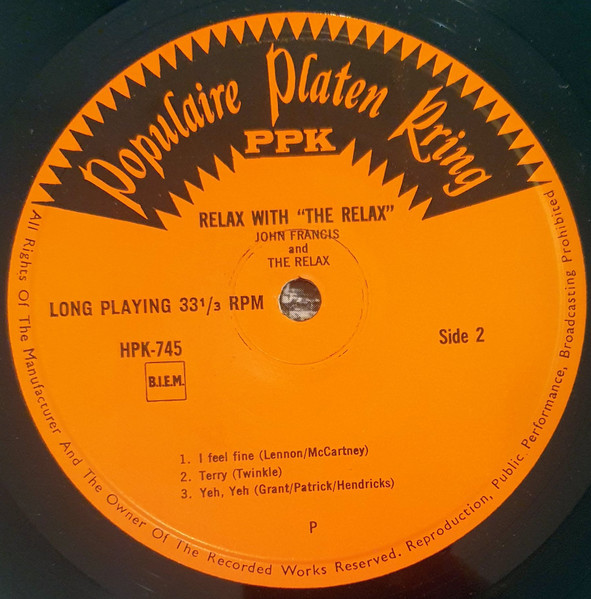 Populaire Platen Kring
PPK
RELAX WITH "THE RELAX"
JOHN FRANCIS
and
THE RELAX
LONG PLAYING 33 1/3 RPM
HPK-745
Side 2
B.I.E.M.
1. I feel fine (Lennon/McCartney)
2. Terry (Twinkle)
3. Yeh, Yeh (Grant/Patrick/Hendricks)
P
All Rights Of The Manufacturer And The Owner Of The Recorded Works Reserved. Reproduction, Public Performance, Broadcasting Prohibited